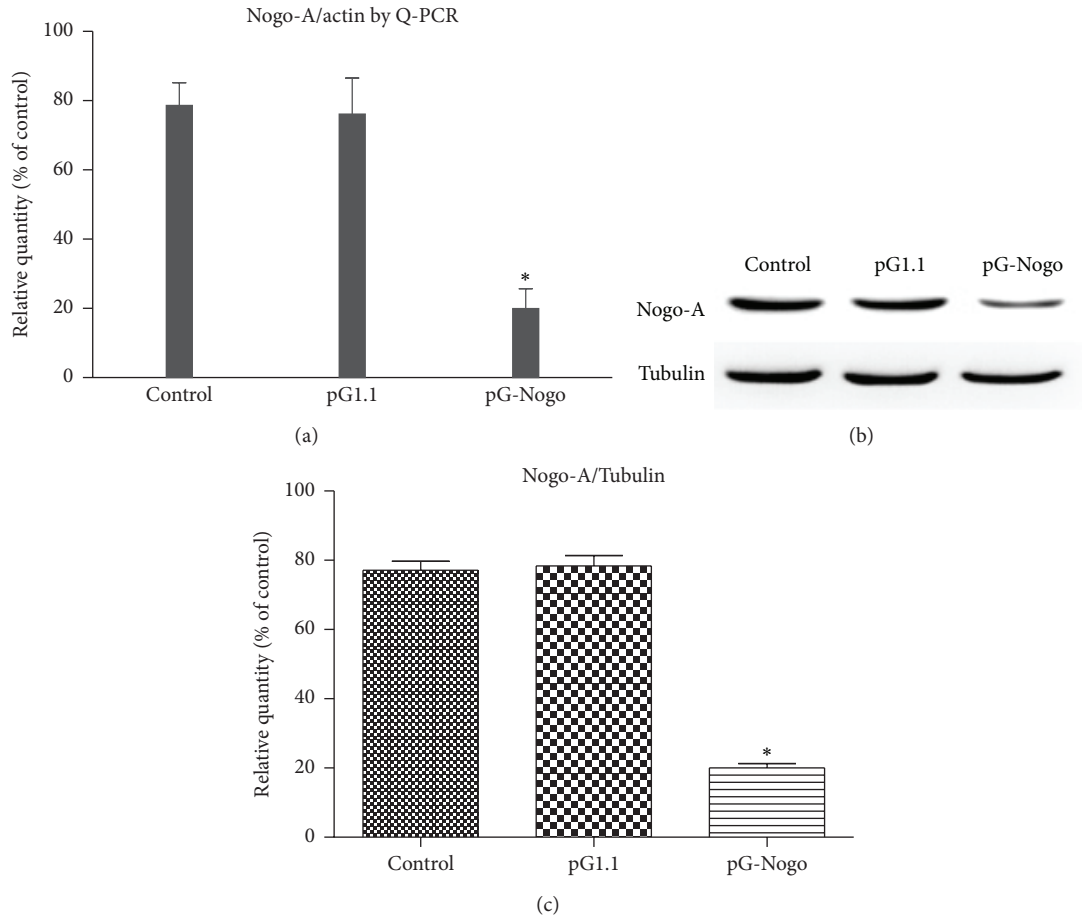 Nogo-A/actin by Q-PCR
Relative quantity (% of control)
100
80
60
40
20
0
*
Control
pG1.1
pG-Nogo
(a)
Control
pG1.1
pG-Nogo
Nogo-A
Tubulin
(b)
Nogo-A/Tubulin
Relative quantity (% of control)
100
80
60
40
20
0
*
Control
pG1.1
pG-Nogo
(c)